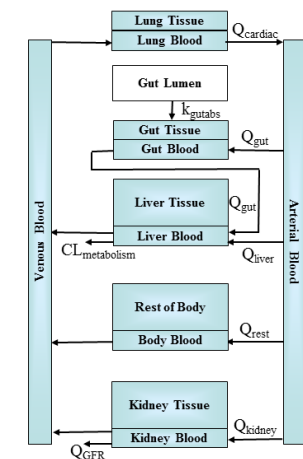 Lung Tissue
Lung Blood
Qcardiac
Gut Lumen
kgutabs
Gut Tissue
Gut Blood
Qgut
Liver Tissue
Qgut
Liver Blood
CLmetabolism
Qliver
Venous Blood
Arterial Blood
Rest of Body
Body Blood
Qrest
Kidney Tissue
Qkidney
Kidney Blood
QGFR